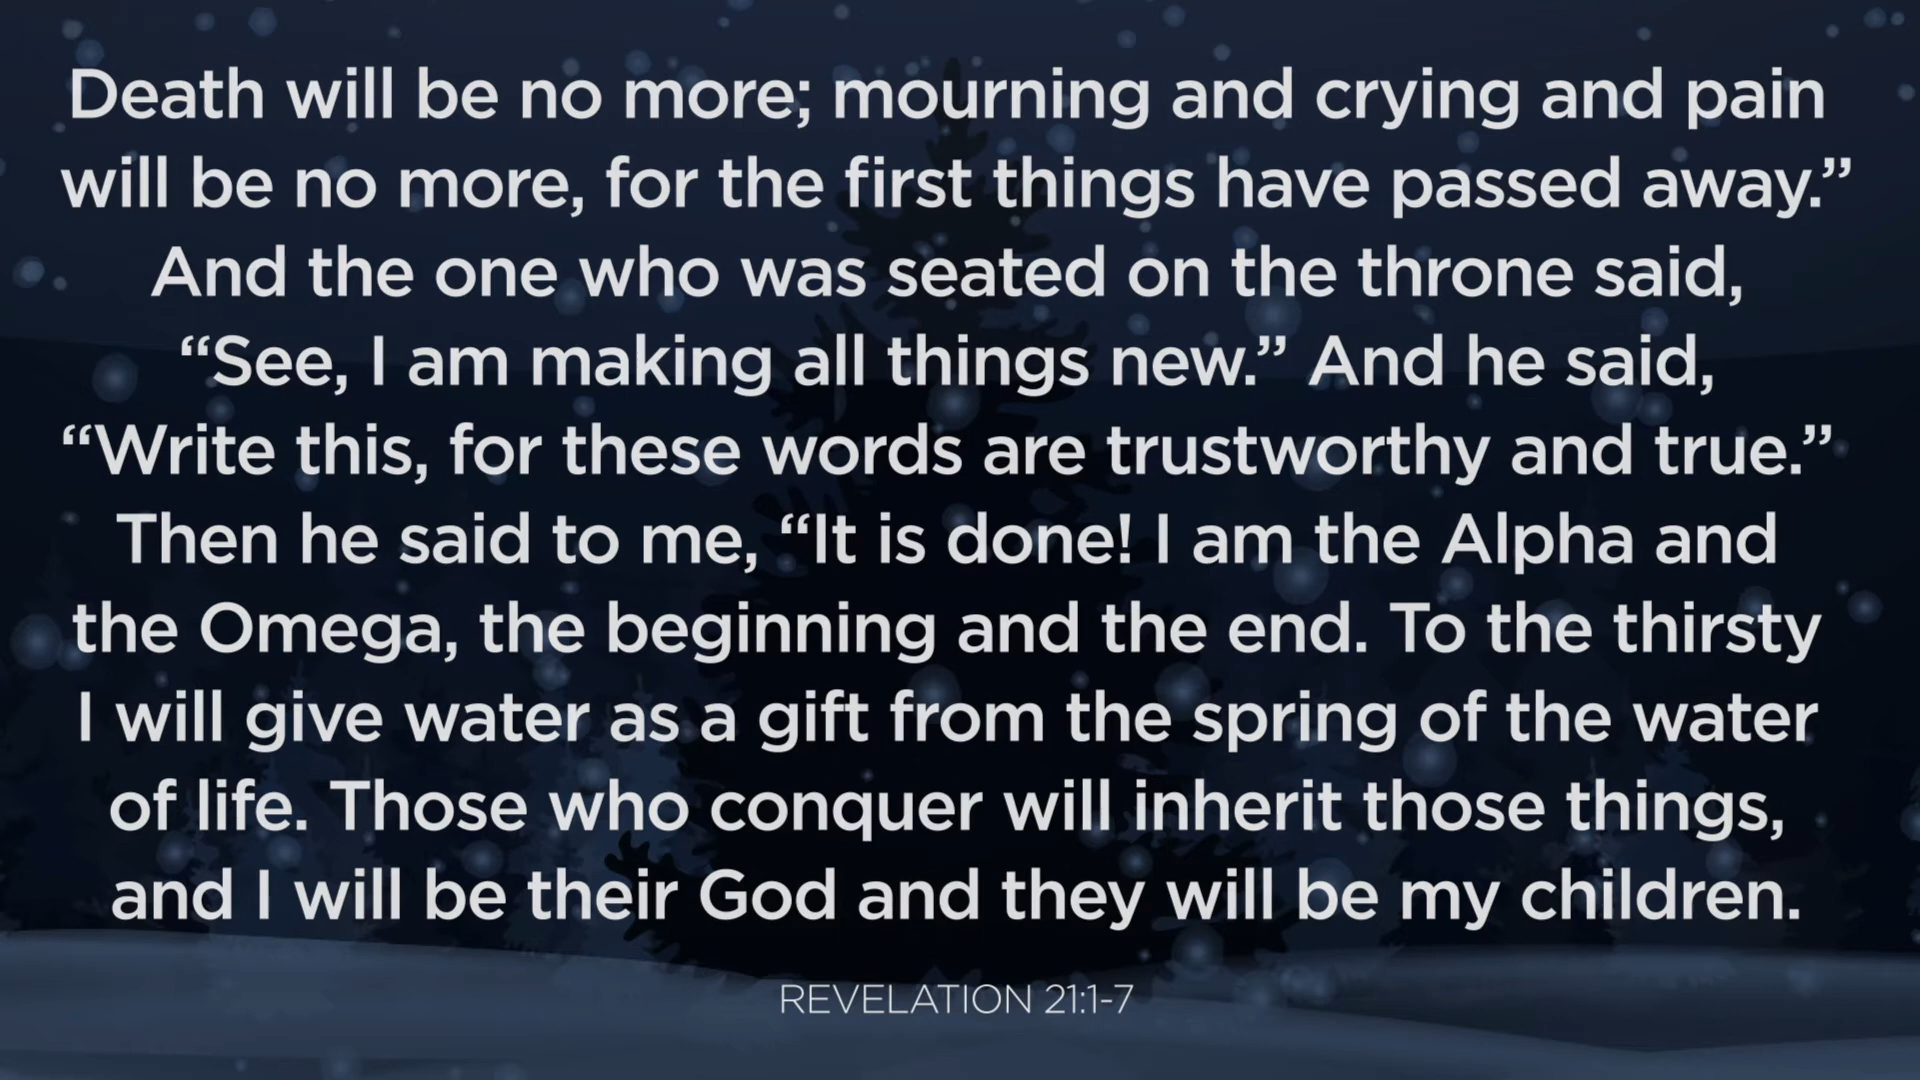 Death will be no more; mourning and crying and pain
will be no more, for the first things have passed away.”
And the one who was seated on the throne said,
“See, I am making all things new.” And he said,
“Write this, for these words are trustworthy and true.”
Then he said to me, “It is done! I am the Alpha and
the Omega, the beginning and the end. To the thirsty
I will give water as a gift from the spring of the water
of life. Those who conquer will inherit those things,
and I will be their God and they will be my children.
REVELATION 21:1-7